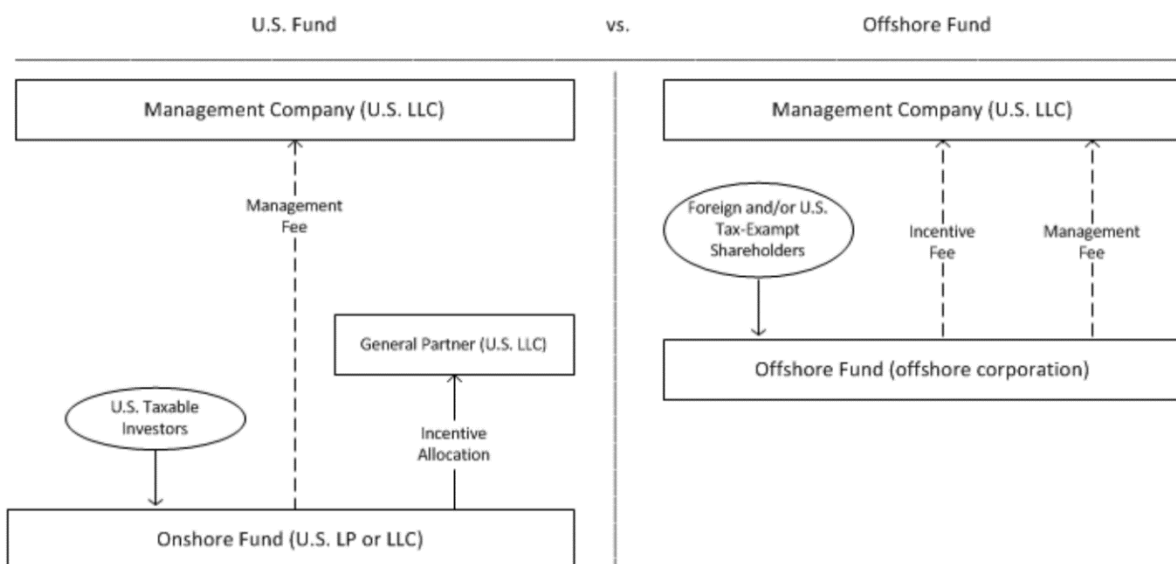 U.S. Fund vs. Offshore Fund
Management Company (U.S. LLC)
Management
Fee
General Partner (U.S. LLC)
U.S. Taxable
Investors
Incentive
Allocation
Onshore Fund (U.S. LP or LLC)
Management Company (U.S. LLC)
Foreign and/or U.S.
Tax-Exampt
Shareholders
Incentive
Fee
Management
Fee
Offshore Fund (offshore corporation)